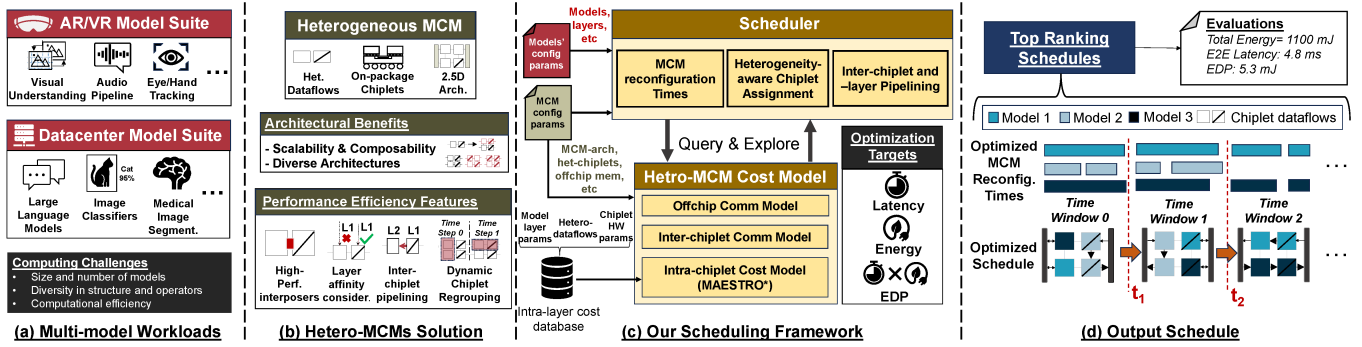 AR/VR Model Suite
Visual
Understanding
Audio
Pipeline
Eye/Hand
Tracking
...
Datacenter Model Suite
Large
Language
Models
Cat
95%
Image
Classifiers
Medical
Image
Segment.
...
Computing Challenges
• Size and number of models
• Diversity in structure and operators
• Computational efficiency
(a) Multi-model Workloads
Heterogeneous MCM
Het.
Dataflows
On-package
Chiplets
2.5D
Arch.
Architectural Benefits
- Scalability & Composability
- Diverse Architectures
Performance Efficiency Features
High-
Perf.
interposers
L1 L1
Layer
affinity
consider.
L2 L1
Inter-
chiplet
pipelining
Time
Step 0
Time
Step 1
Dynamic
Chiplet
Regrouping
(b) Hetero-MCMs Solution
Models'
config
params
Models,
layers,
etc
MCM
config
params
MCM-arch,
het-chiplets,
offchip mem,
etc
Scheduler
MCM
reconfiguration
Times
Heterogeneity-
aware Chiplet
Assignment
Inter-chiplet and
–layer Pipelining
Query & Explore
Hetro-MCM Cost Model
Offchip Comm Model
Inter-chiplet Comm Model
Intra-chiplet Cost Model
(MAESTRO*)
Model
layer
params
Hetero-
dataflows
Chiplet
HW
params
Intra-layer cost
database
Optimization
Targets
Latency
Energy
×
EDP
(c) Our Scheduling Framework
Top Ranking
Schedules
Evaluations
Total Energy= 1100 mJ
E2E Latency: 4.8 ms
EDP: 5.3 mJ
Model 1 Model 2 Model 3 Chiplet dataflows
Optimized
MCM
Reconfig.
Times
...
Time
Window 0
Time
Window 1
Time
Window 2
Optimized
Schedule
...
t1
t2
(d) Output Schedule